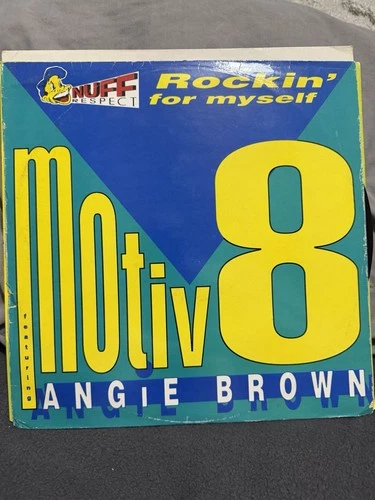 NUFF
RESPECT
Rockin'
for myself
motiv8
featuring
ANGiE BROWN